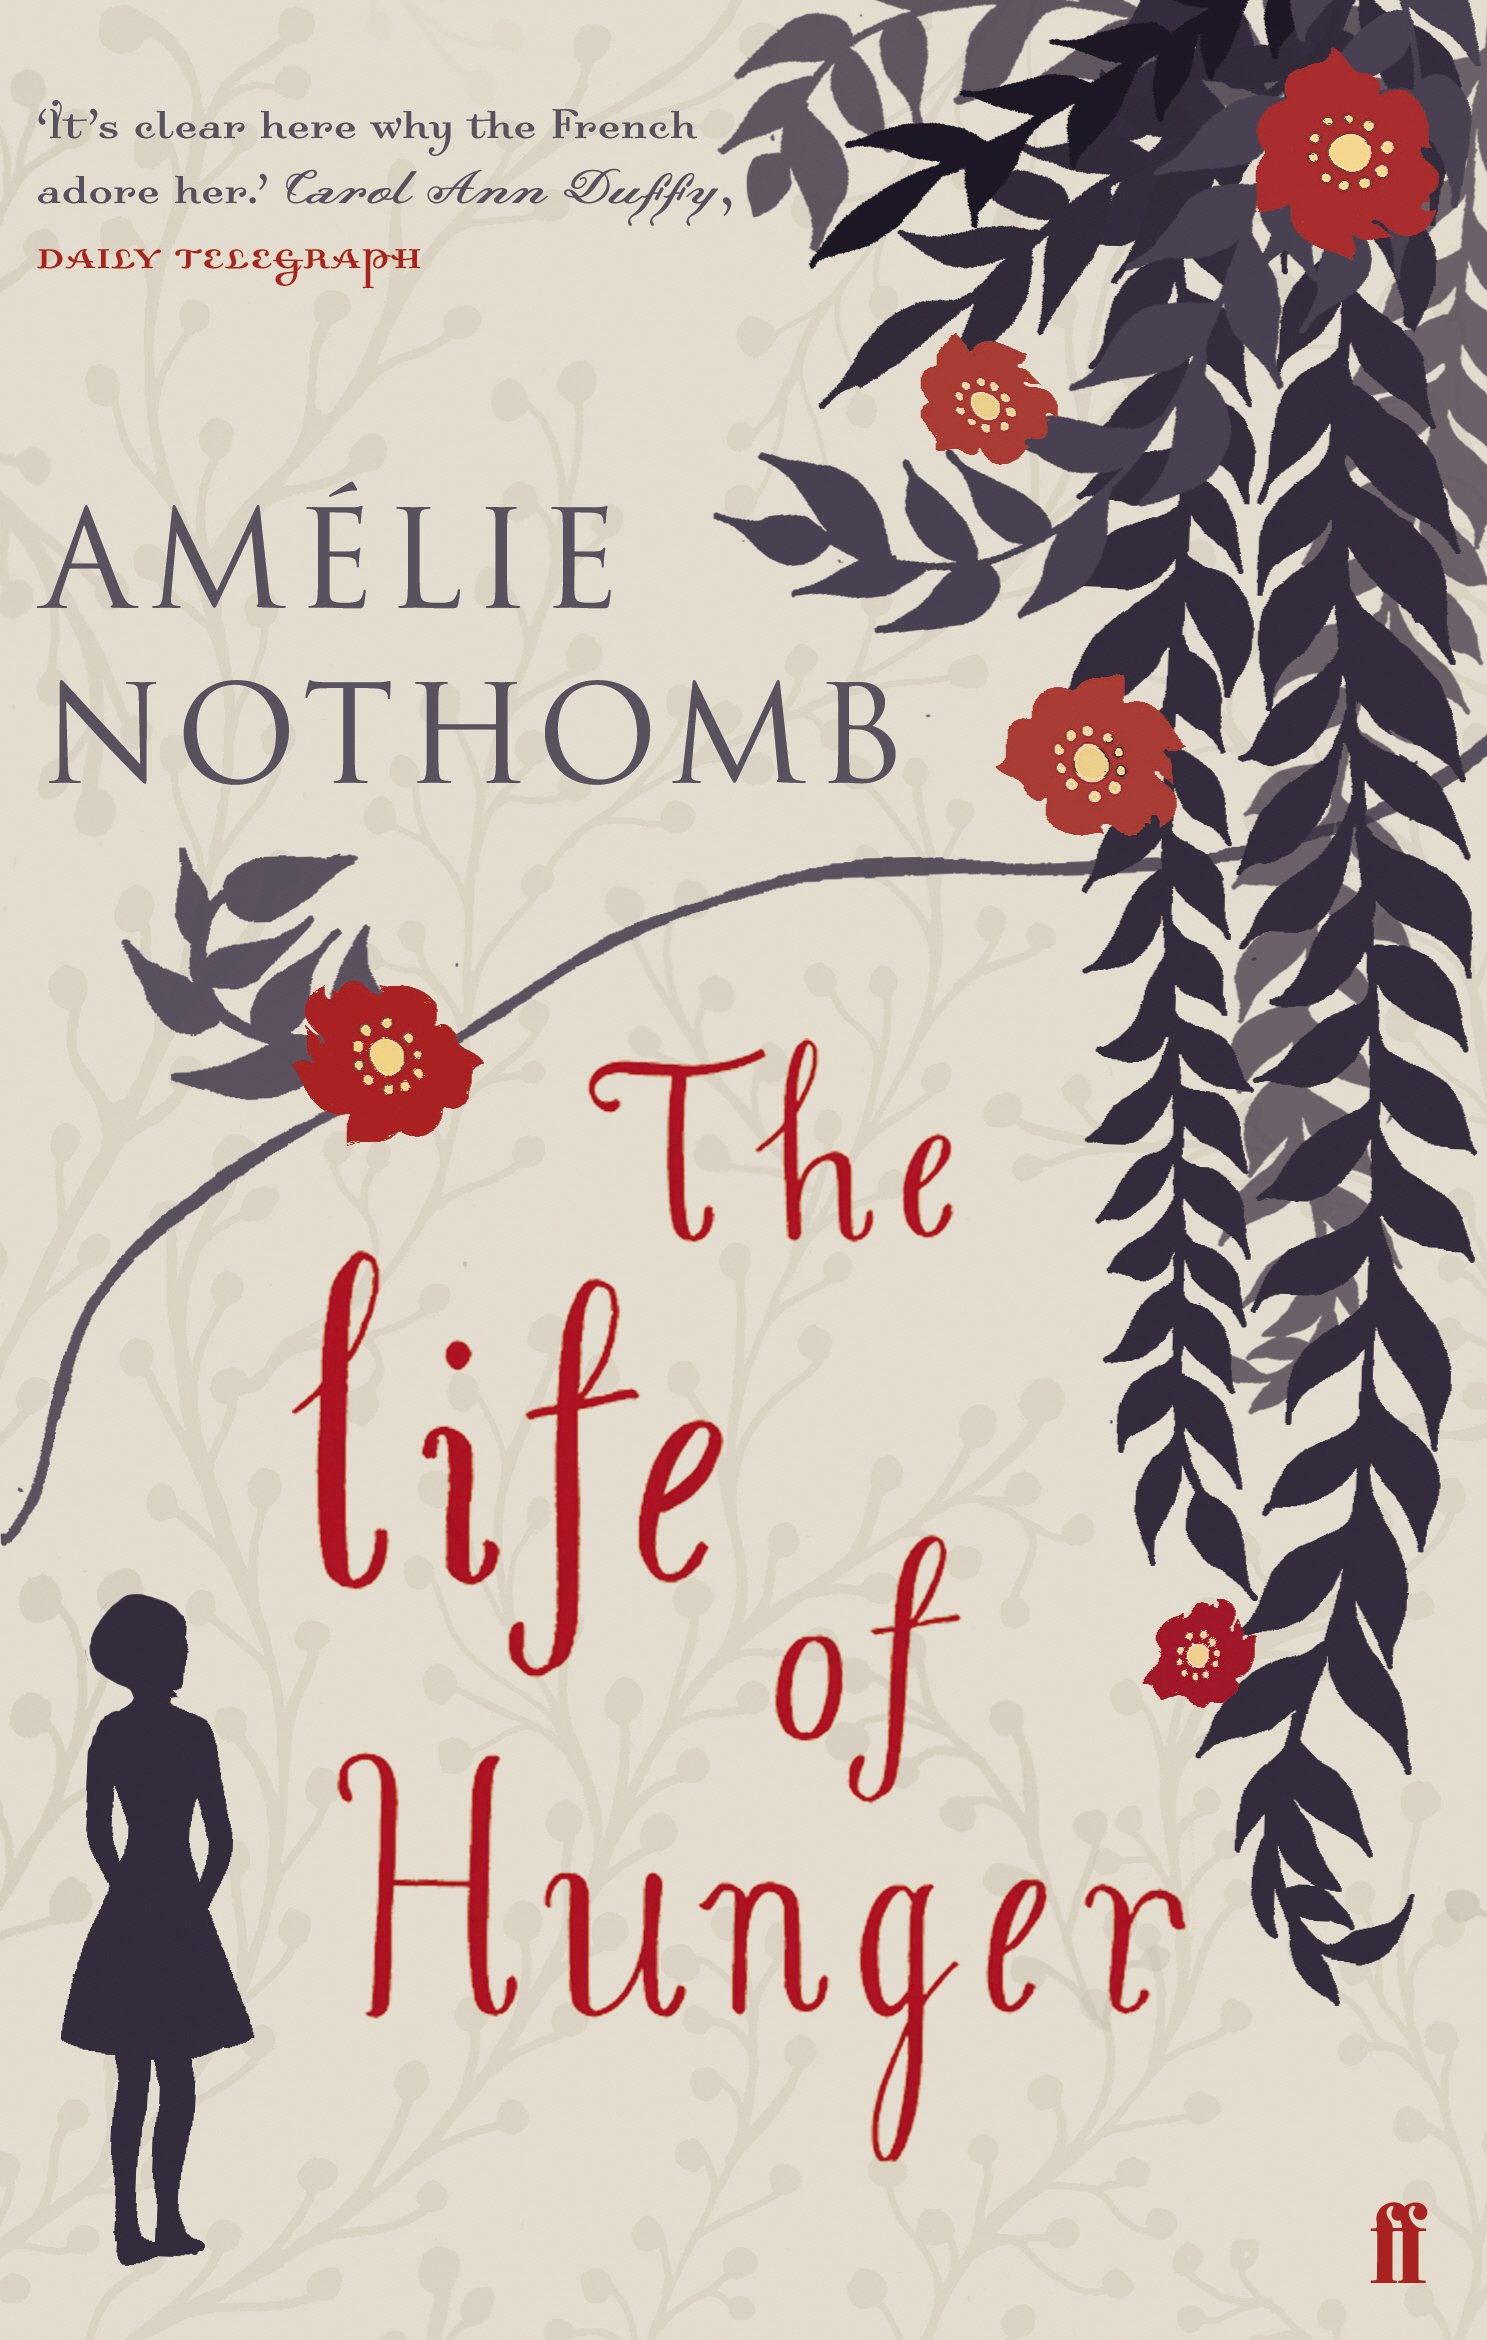 ‘It’s clear here why the French
adore her.’ Carol Ann Duffy,
DAILY TELEGRAPH
AMÉLIE
NOTHOMB
The
life
of
Hunger
ff